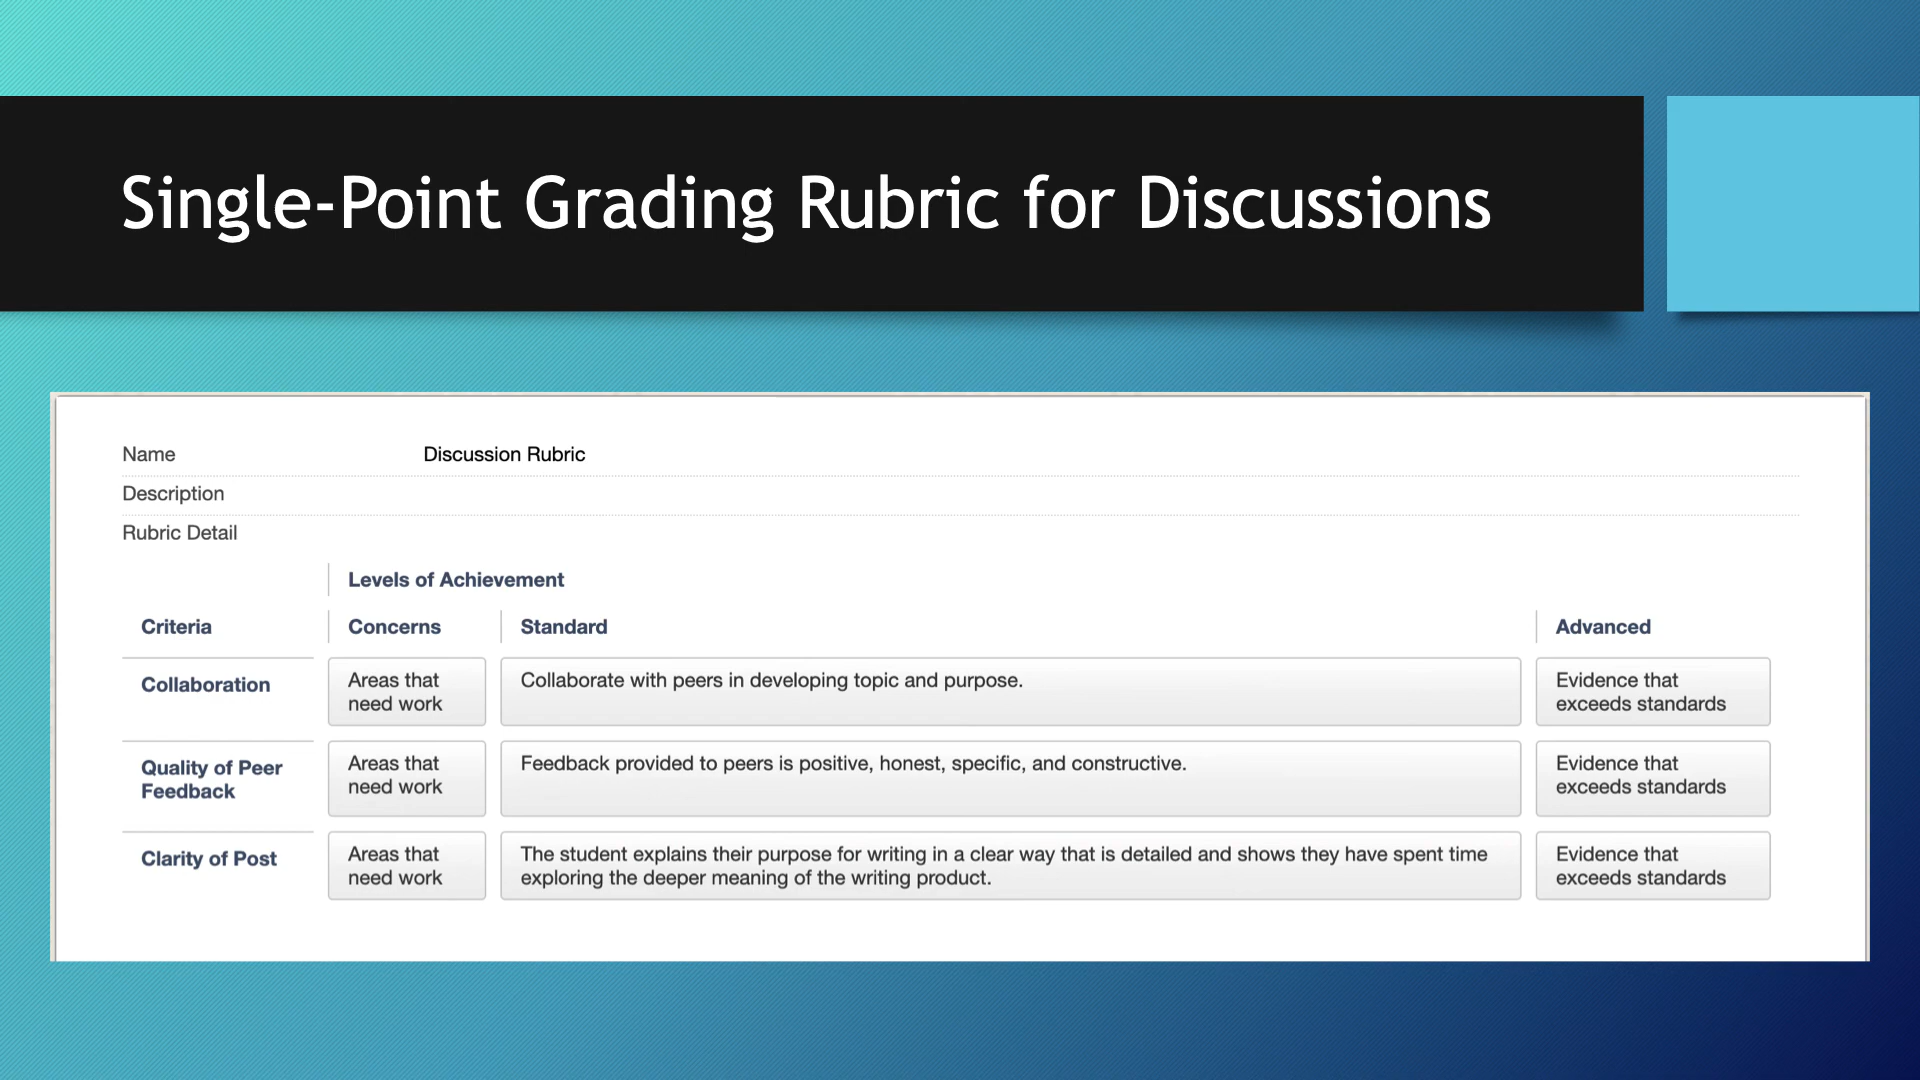 Single-Point Grading Rubric for Discussions
Name Discussion Rubric
Description
Rubric Detail
Levels of Achievement
Criteria Concerns Standard Advanced
Collaboration
Areas that
need work
Collaborate with peers in developing topic and purpose.
Evidence that
exceeds standards
Quality of Peer
Feedback
Areas that
need work
Feedback provided to peers is positive, honest, specific, and constructive.
Evidence that
exceeds standards
Clarity of Post
Areas that
need work
The student explains their purpose for writing in a clear way that is detailed and shows they have spent time
exploring the deeper meaning of the writing product.
Evidence that
exceeds standards